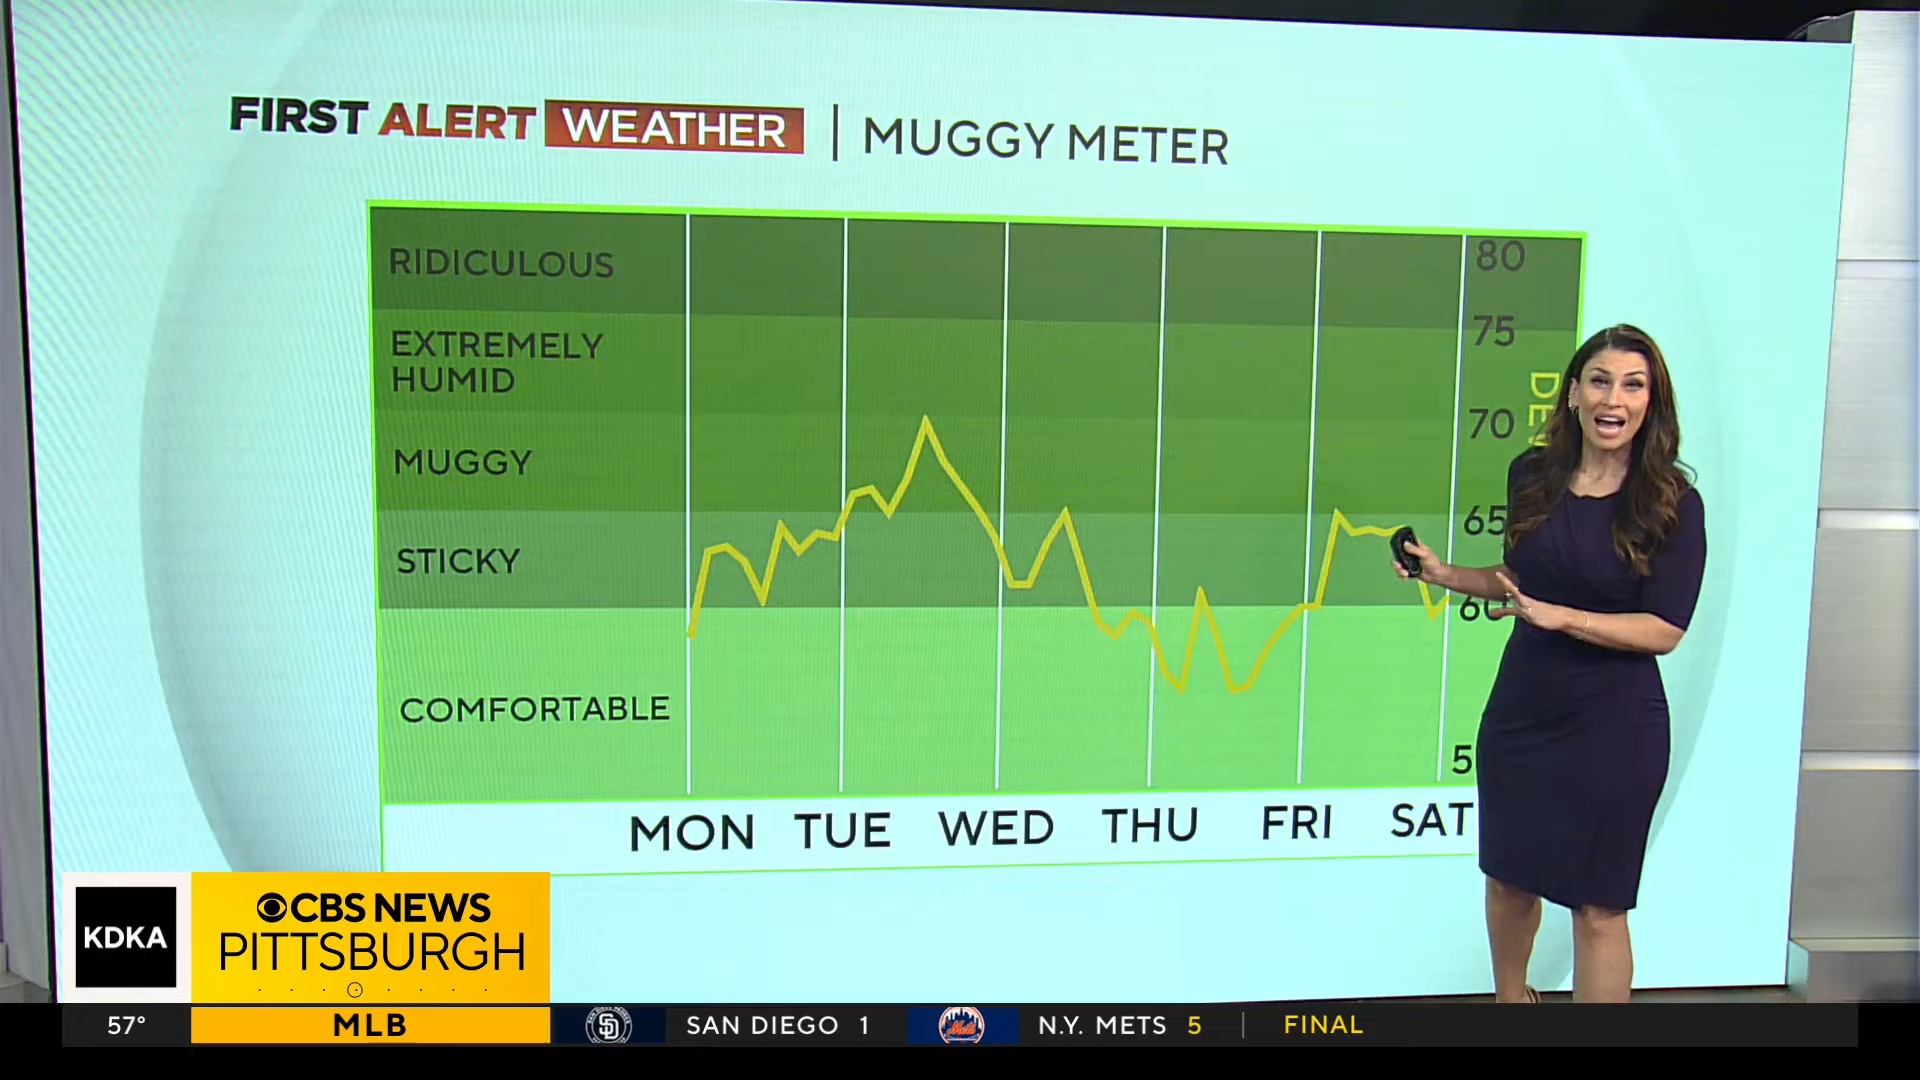 FIRST ALERT WEATHER | MUGGY METER
RIDICULOUS
EXTREMELY
HUMID
MUGGY
STICKY
COMFORTABLE
80
75
70
65
60
MON TUE WED THU FRI SAT
KDKA
CBS NEWS
PITTSBURGH
57°
MLB
SAN DIEGO 1
N.Y. METS 5
FINAL